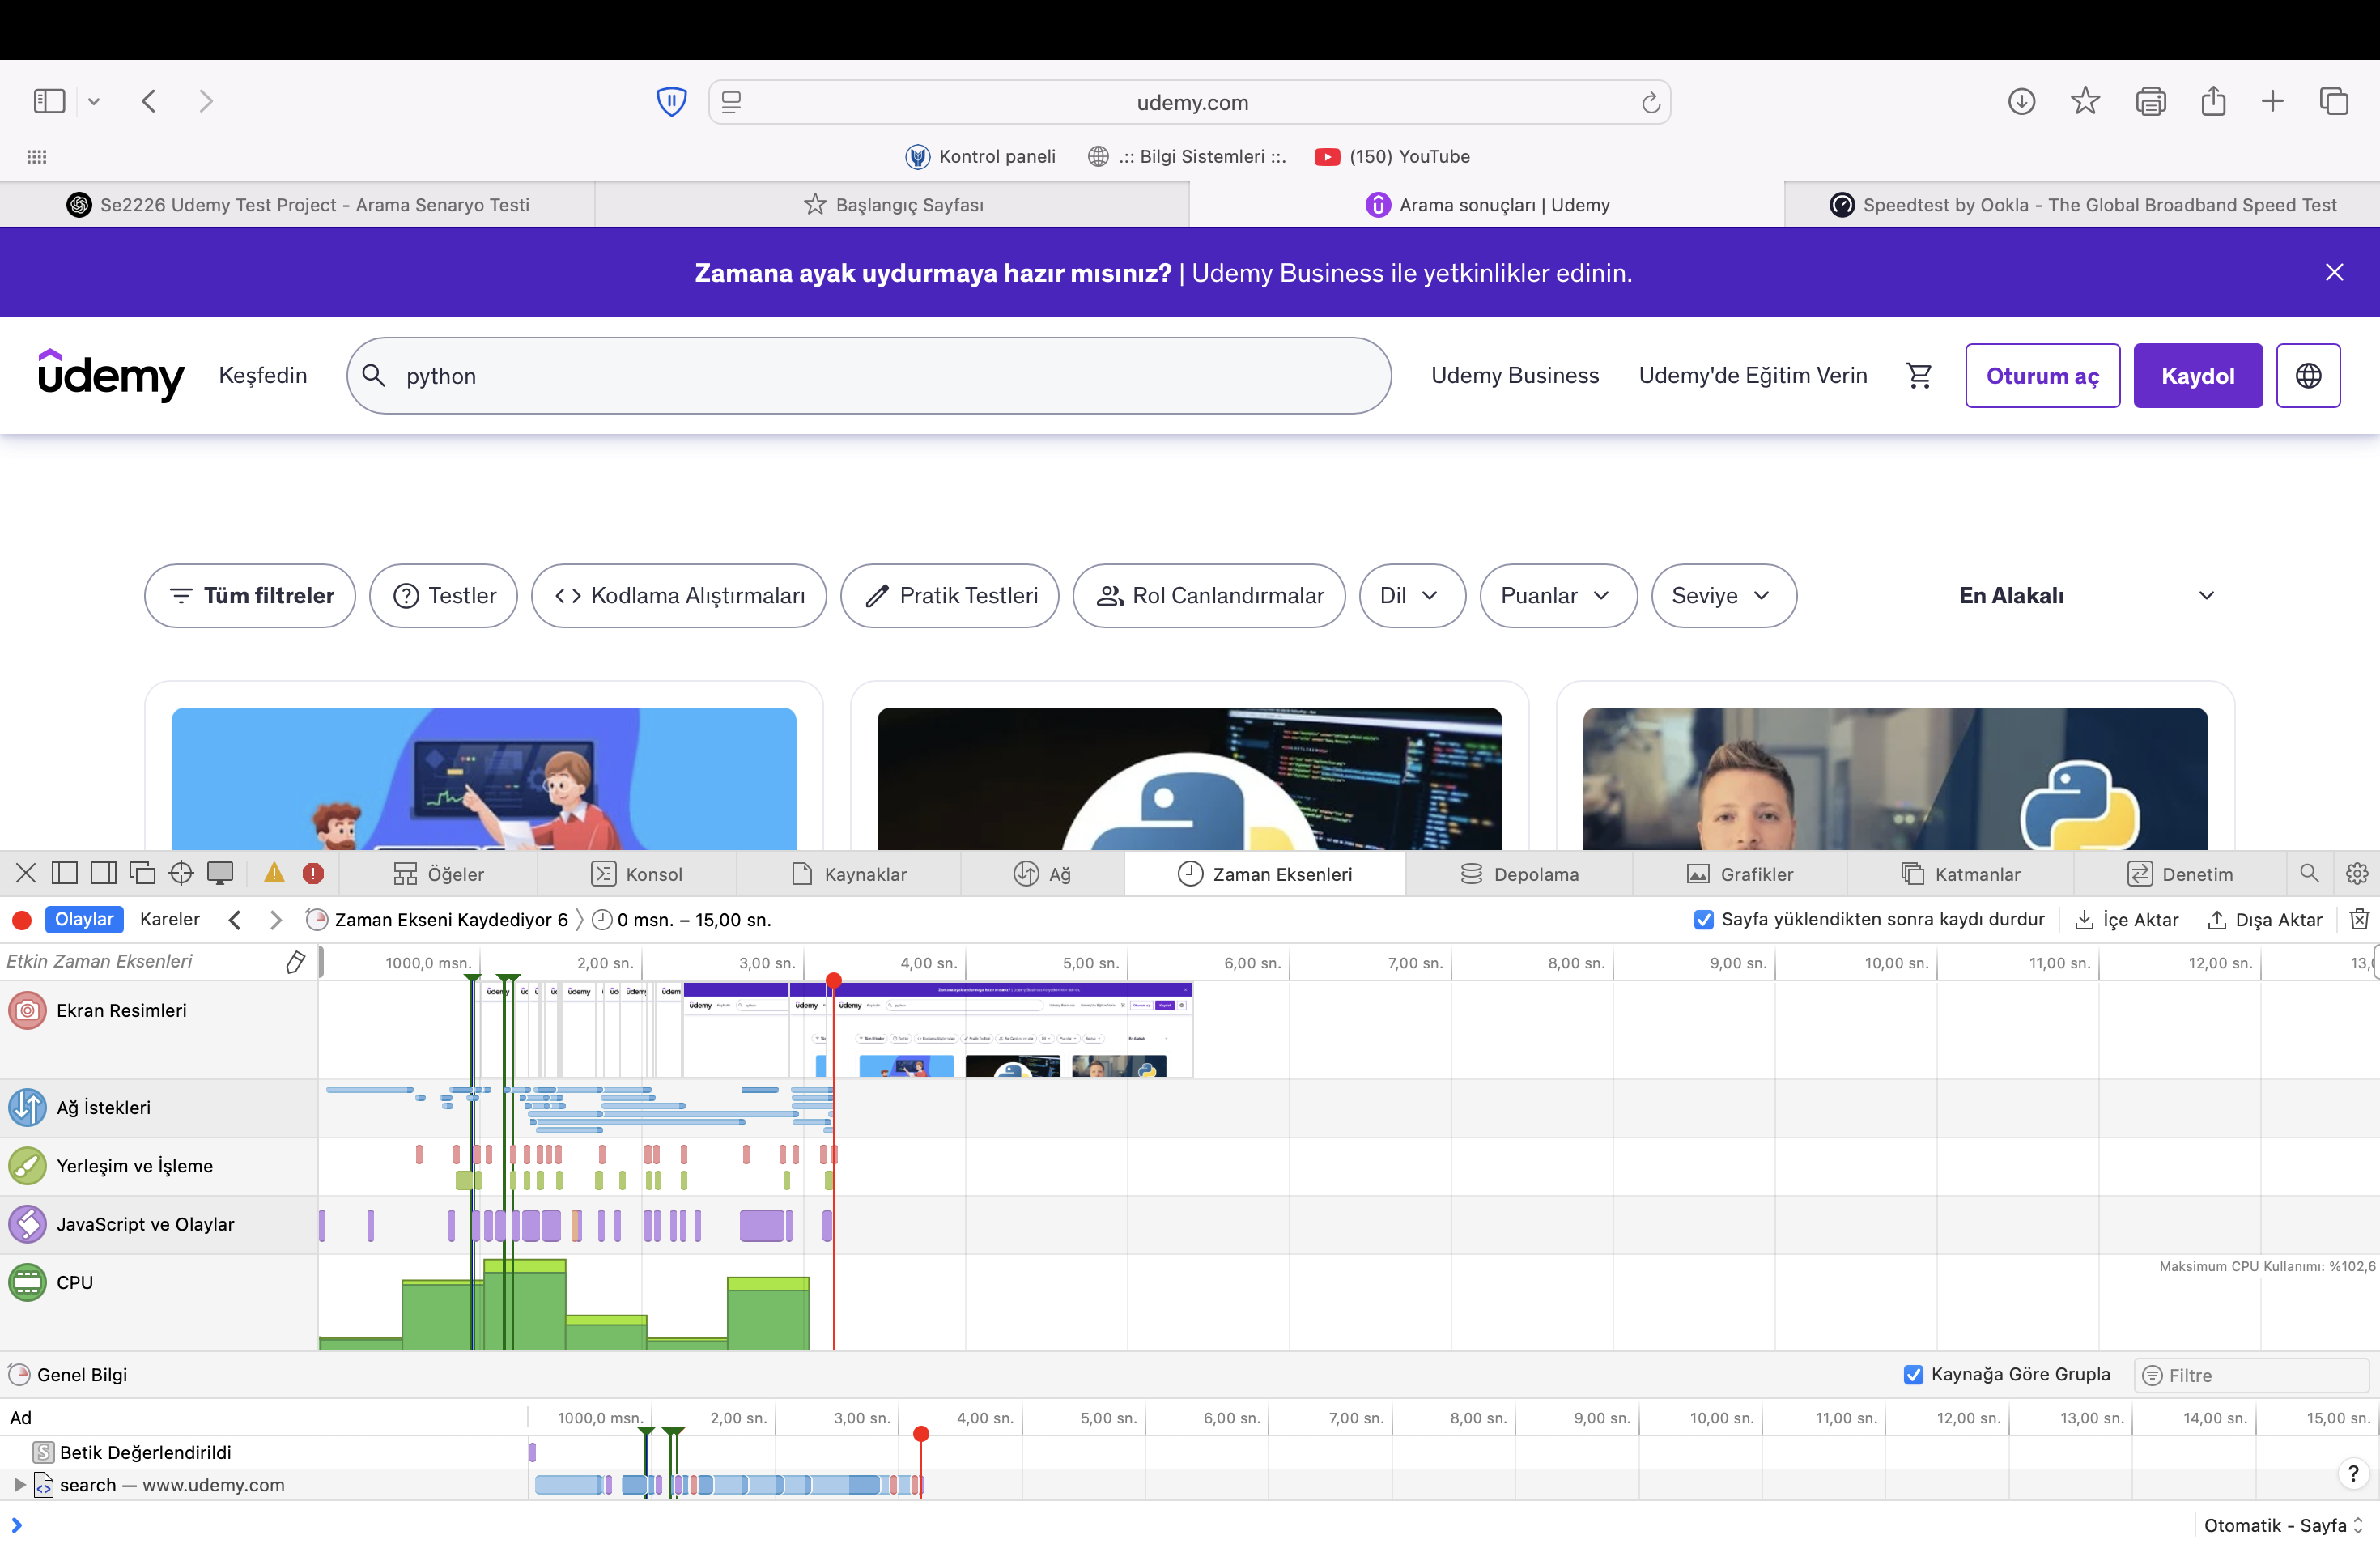 udemy.com
Kontrol paneli
.:: Bilgi Sistemleri ::.
(150) YouTube
Se2226 Udemy Test Project - Arama Senaryo Testi
Başlangıç Sayfası
Arama sonuçları | Udemy
Speedtest by Ookla - The Global Broadband Speed Test
Zamana ayak uydurmaya hazır mısınız? | Udemy Business ile yetkinlikler edinin.
udemy
Keşfedin
python
Udemy Business
Udemy'de Eğitim Verin
Oturum aç
Kaydol
Tüm filtreler
Testler
Kodlama Alıştırmaları
Pratik Testleri
Rol Canlandırmalar
Dil
Puanlar
Seviye
En Alakalı
Öğeler
Konsol
Kaynaklar
Ağ
Zaman Eksenleri
Depolama
Grafikler
Katmanlar
Denetim
Olaylar
Kareler
Zaman Ekseni Kaydediyor 6
0 msn. – 15,00 sn.
Sayfa yüklendikten sonra kaydı durdur
İçe Aktar
Dışa Aktar
Etkin Zaman Eksenleri
1000,0 msn.
2,00 sn.
3,00 sn.
4,00 sn.
5,00 sn.
6,00 sn.
7,00 sn.
8,00 sn.
9,00 sn.
10,00 sn.
11,00 sn.
12,00 sn.
Ekran Resimleri
Ağ İstekleri
Yerleşim ve İşleme
JavaScript ve Olaylar
CPU
Maksimum CPU Kullanımı: %102,6
Genel Bilgi
Kaynağa Göre Grupla
Filtre
Ad
1000,0 msn.
2,00 sn.
3,00 sn.
4,00 sn.
5,00 sn.
6,00 sn.
7,00 sn.
8,00 sn.
9,00 sn.
10,00 sn.
11,00 sn.
12,00 sn.
13,00 sn.
14,00 sn.
15,00 sn.
S Betik Değerlendirildi
search — www.udemy.com
?
Otomatik - Sayfa